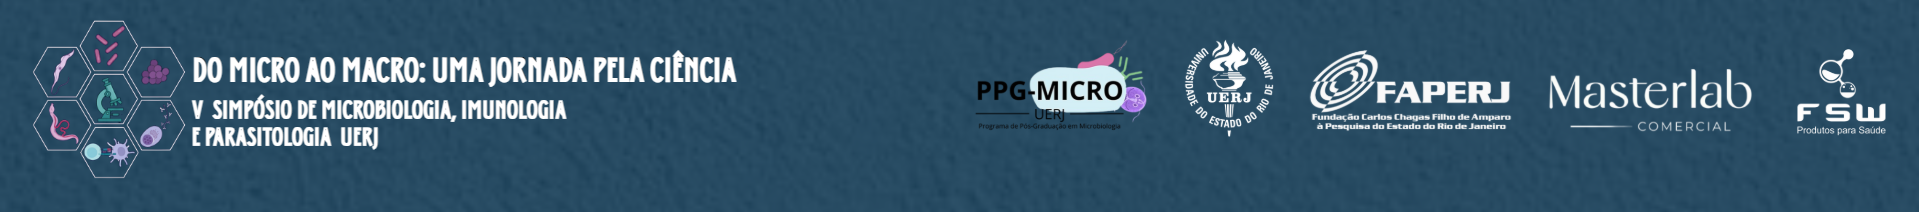 DO MICRO AO MACRO: UMA JORNADA PELA CIÊNCIA
V SIMPÓSIO DE MICROBIOLOGIA, IMUNOLOGIA
E PARASITOLOGIA UERJ
PPG-MICRO
UERJ
Programa de Pós-Graduação em Microbiologia
UNIVERSIDADE DO ESTADO DO RIO DE JANEIRO
UERJ
FAPERJ
Fundação Carlos Chagas Filho de Amparo
à Pesquisa do Estado do Rio de Janeiro
Masterlab
COMERCIAL
FSW
Produtos para Saúde